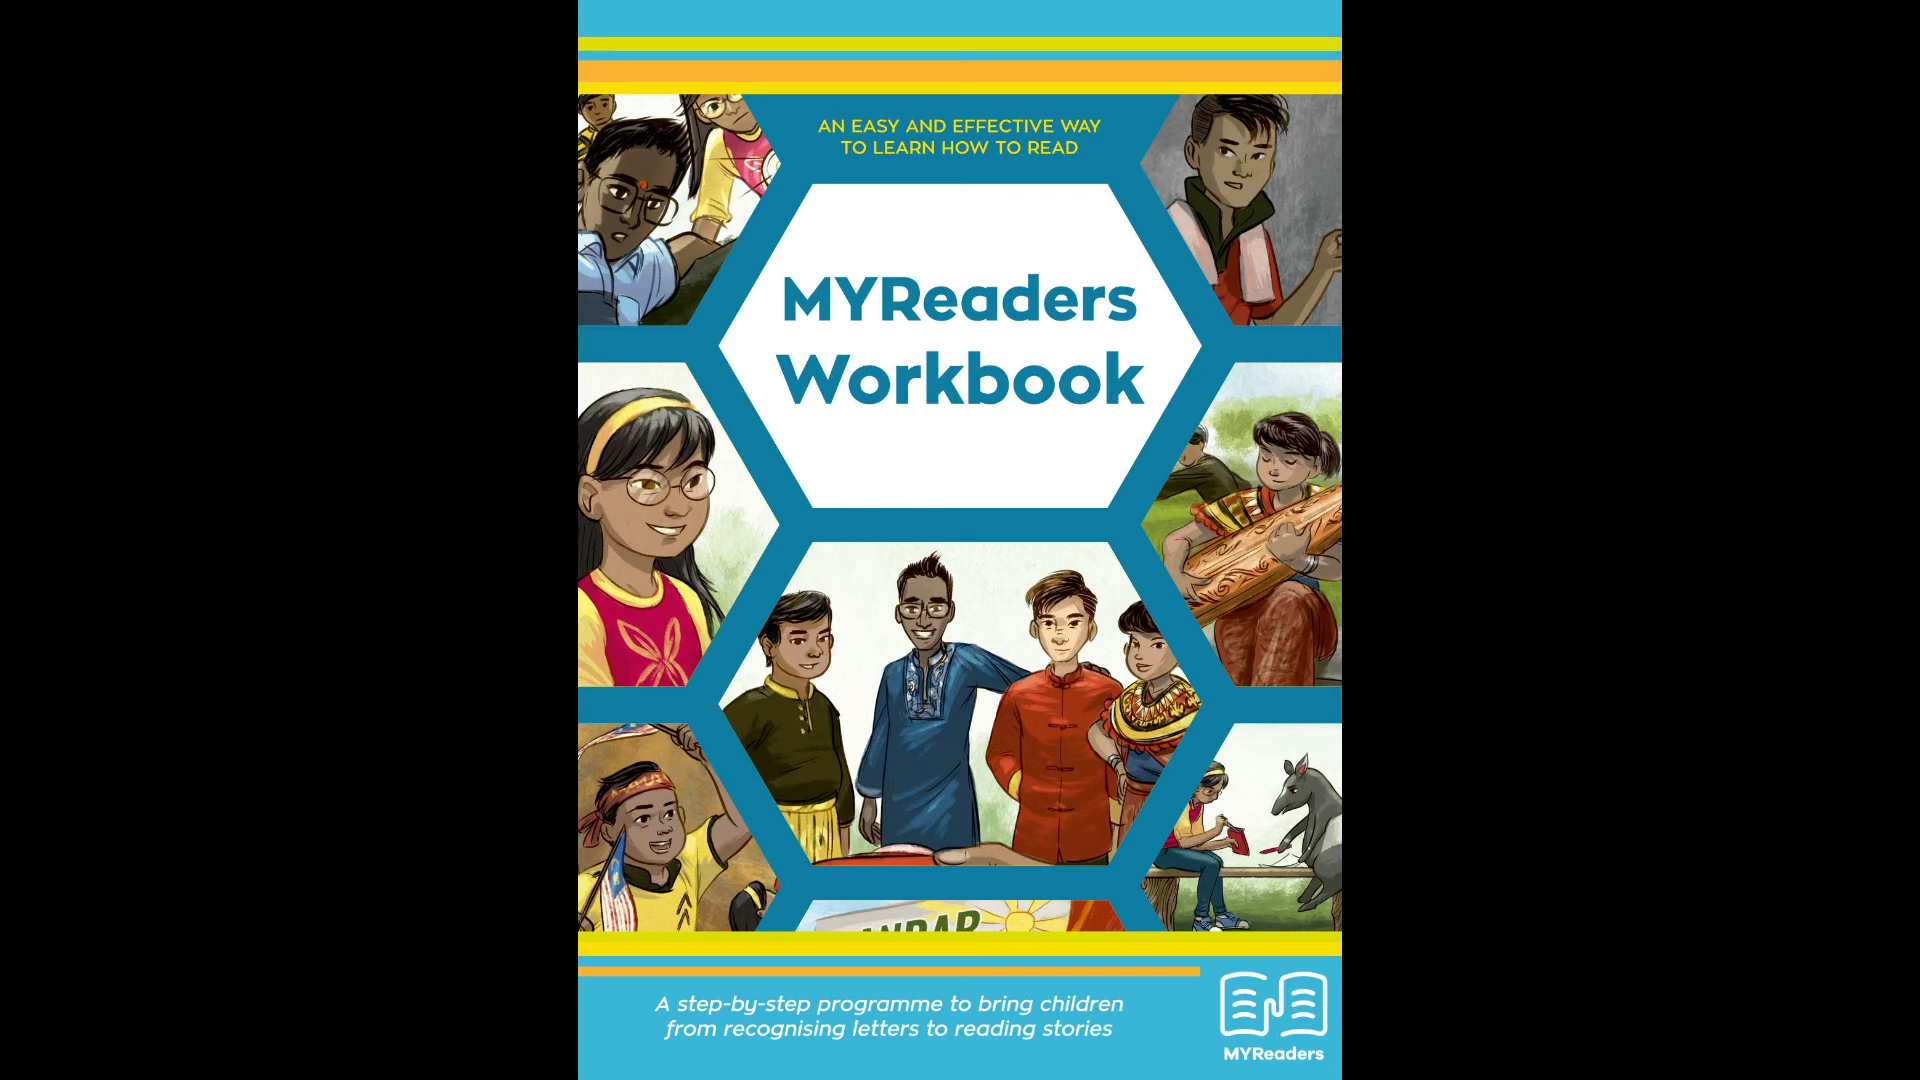 AN EASY AND EFFECTIVE WAY
TO LEARN HOW TO READ
MYReaders
Workbook
A step-by-step programme to bring children
from recognising letters to reading stories
MYReaders